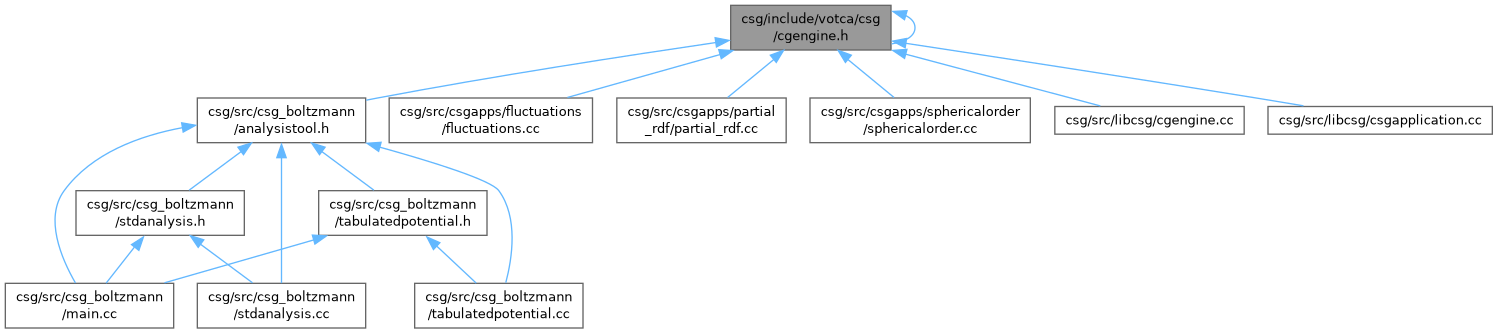 csg/include/votca/csg
/cgengine.h
csg/src/csg_boltzmann
/analysistool.h
csg/src/csgapps/fluctuations
/fluctuations.cc
csg/src/csgapps/partial
_rdf/partial_rdf.cc
csg/src/csgapps/sphericalorder
/sphericalorder.cc
csg/src/libcsg/cgengine.cc
csg/src/libcsg/csgapplication.cc
csg/src/csg_boltzmann
/stdanalysis.h
csg/src/csg_boltzmann
/tabulatedpotential.h
csg/src/csg_boltzmann
/main.cc
csg/src/csg_boltzmann
/stdanalysis.cc
csg/src/csg_boltzmann
/tabulatedpotential.cc